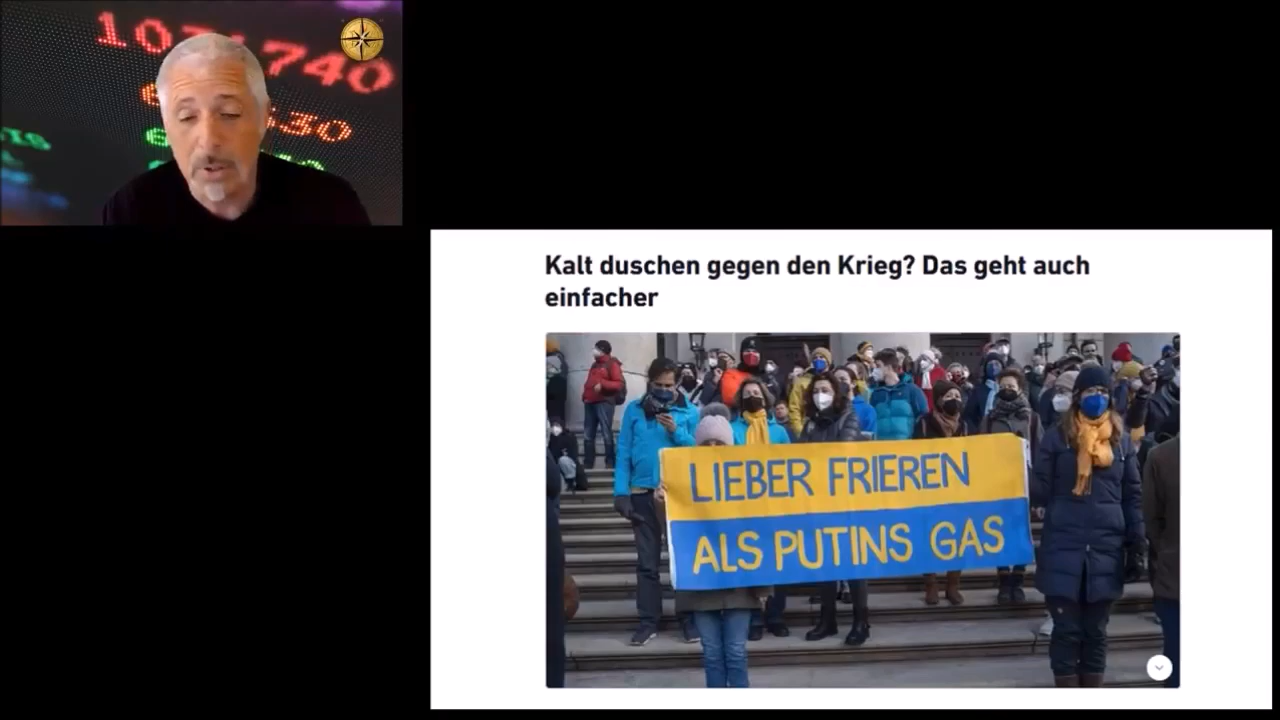 Kalt duschen gegen den Krieg? Das geht auch
einfacher
LIEBER FRIEREN
ALS PUTINS GAS